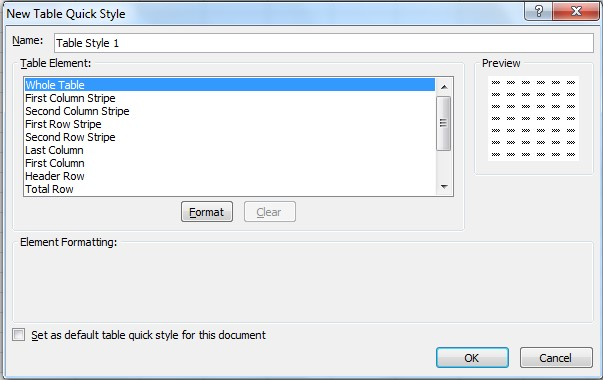 New Table Quick Style
Name: Table Style 1
Table Element:
Preview
Whole Table
First Column Stripe
Second Column Stripe
First Row Stripe
Second Row Stripe
Last Column
First Column
Header Row
Total Row
Format Clear
Element Formatting:
Set as default table quick style for this document
OK Cancel